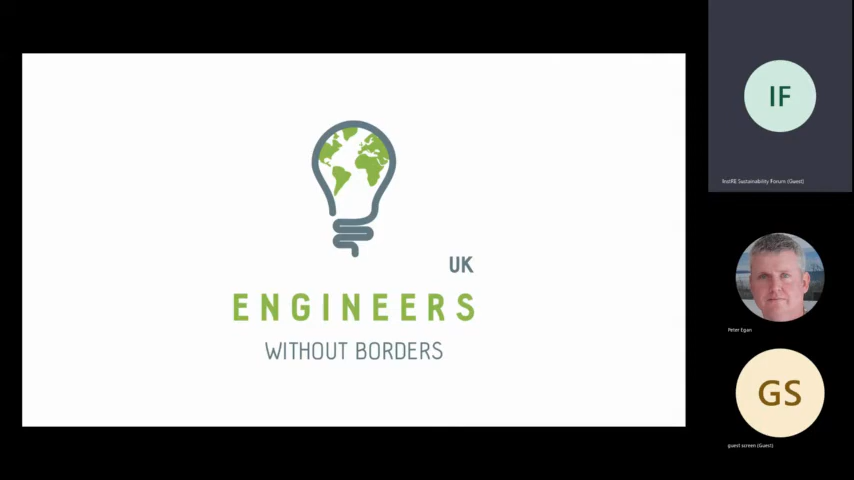 UK
ENGINEERS
WITHOUT BORDERS
IF
InstRE Sustainability Forum (Guest)
Peter Egan
GS
guest screen (Guest)